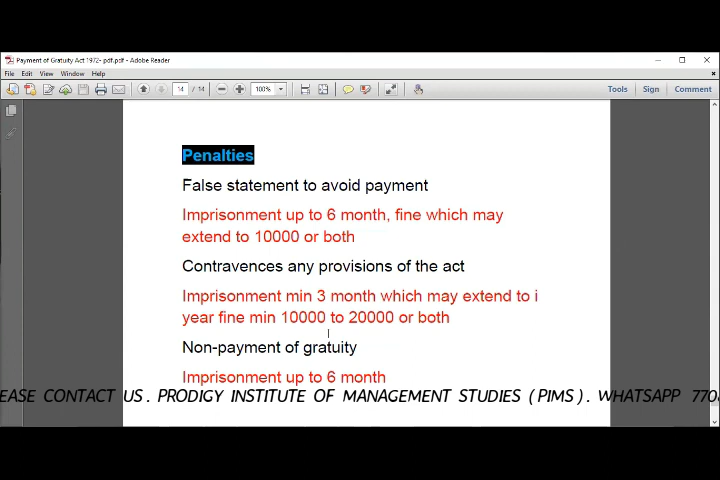 Payment of Gratuity Act 1972- pdf.pdf - Adobe Reader
File Edit View Window Help
14 / 14 100% Tools Sign Comment
Penalties
False statement to avoid payment
Imprisonment up to 6 month, fine which may
extend to 10000 or both
Contravences any provisions of the act
Imprisonment min 3 month which may extend to i
year fine min 10000 to 20000 or both
Non-payment of gratuity
Imprisonment up to 6 month
EASE CONTACT US. PRODIGY INSTITUTE OF MANAGEMENT STUDIES (PIMS). WHATSAPP 770